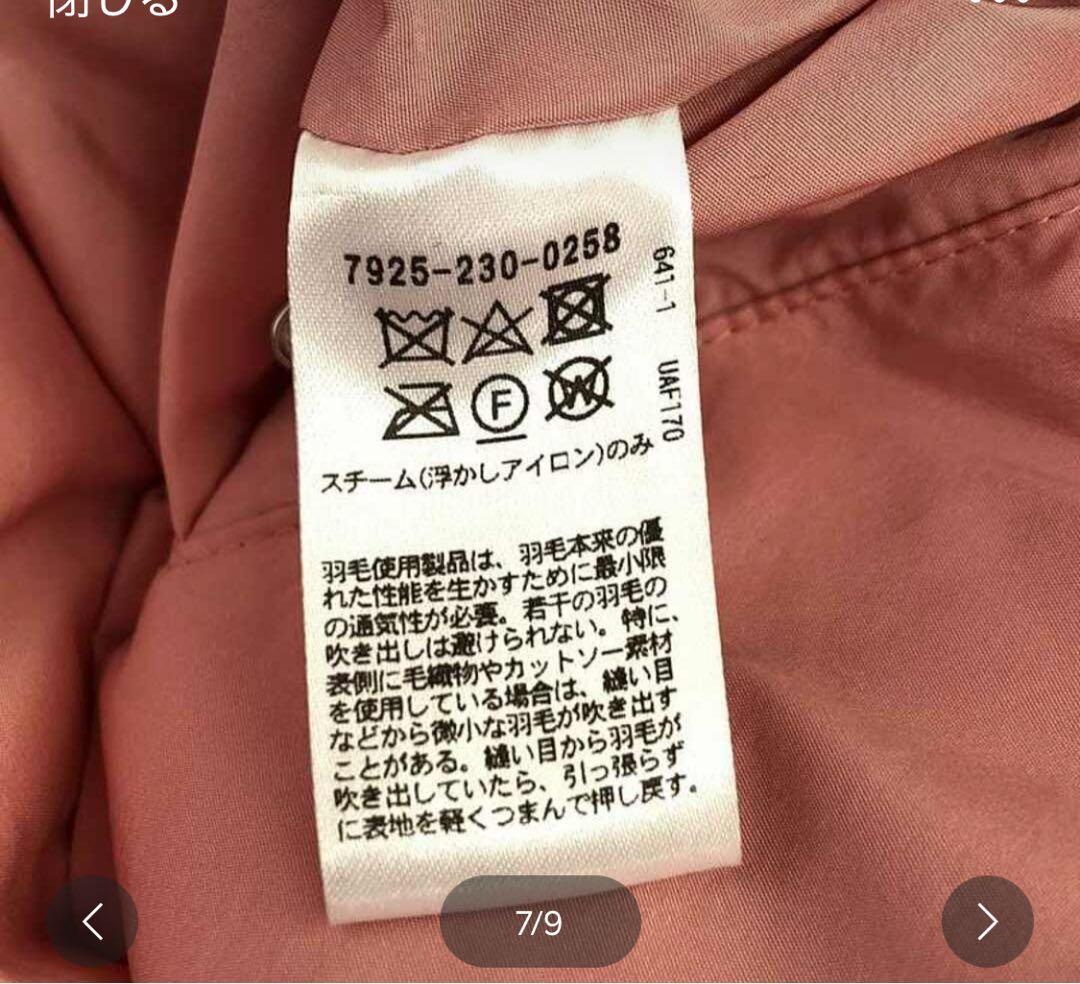 閉じる
7925-230-0258
641-1
UAF170
F
W
スチーム(浮かしアイロン)のみ
羽毛使用製品は、羽毛本来の優
れた性能を生かすために最小限
の通気性が必要。若干の羽毛の
吹き出しは避けられない。特に、
表側に毛織物やカットソー素材
を使用している場合は、縫い目
などから微小な羽毛が吹き出す
ことがある。縫い目から羽毛が
吹き出していたら、引っ張らず
に表地を軽くつまんで押し戻す。
7/9